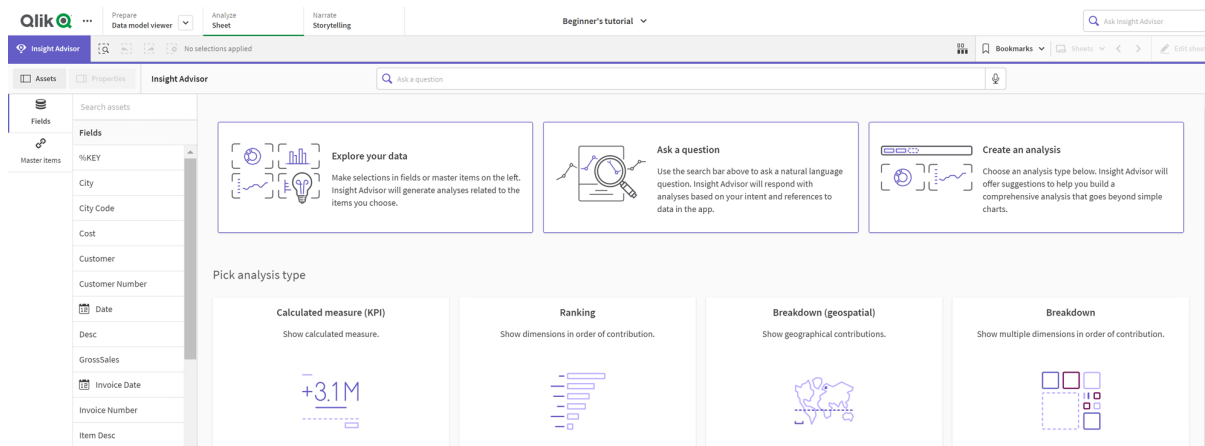 Qlik
Prepare
Data model viewer
Analyze
Sheet
Narrate
Storytelling
Beginner's tutorial
Ask Insight Advisor
Insight Advisor
No selections applied
Bookmarks
Sheets
Edit sheet
Assets
Properties
Insight Advisor
Ask a question
Fields
Master items
Search assets
Fields
%KEY
City
City Code
Cost
Customer
Customer Number
Date
Desc
GrossSales
Invoice Date
Invoice Number
Item Desc
Explore your data
Make selections in fields or master items on the left.
Insight Advisor will generate analyses related to the
items you choose.
Ask a question
Use the search bar above to ask a natural language
question. Insight Advisor will respond with
analyses based on your intent and references to
data in the app.
Create an analysis
Choose an analysis type below. Insight Advisor will
offer suggestions to help you build a
comprehensive analysis that goes beyond simple
charts.
Pick analysis type
Calculated measure (KPI)
Show calculated measure.
+3.1M
Ranking
Show dimensions in order of contribution.
Breakdown (geospatial)
Show geographical contributions.
Breakdown
Show multiple dimensions in order of contribution.